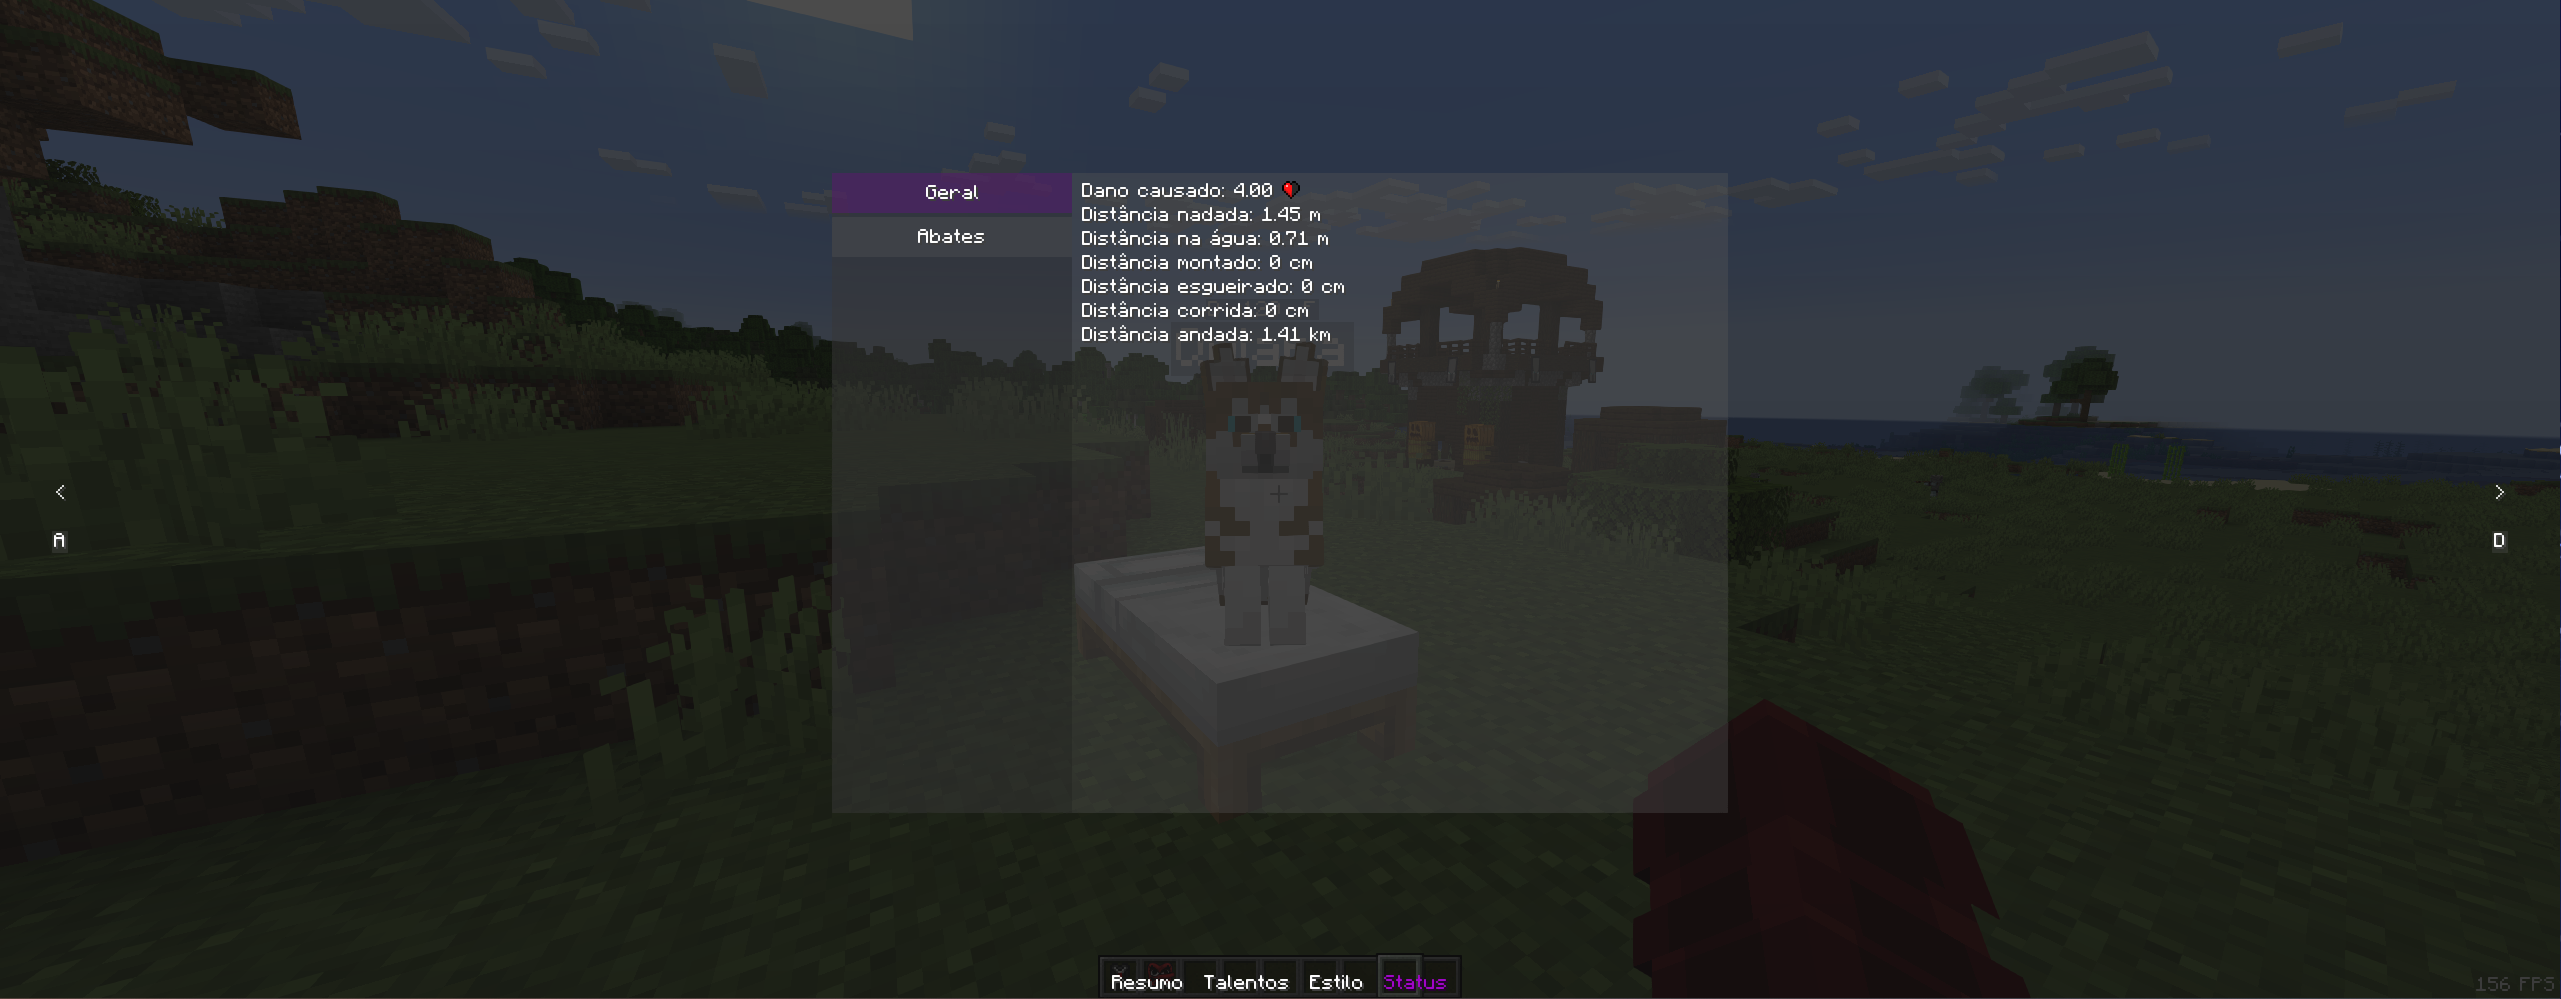 Geral
Abates
Dano causado: 4.00
Distância nadada: 1.45 m
Distância na água: 0.71 m
Distância montado: 0 cm
Distância esgueirado: 0 cm
Distância corrida: 0 cm
Distância andada: 1.41 km
<
>
A
D
Resumo Talentos Estilo Status
156 FPS